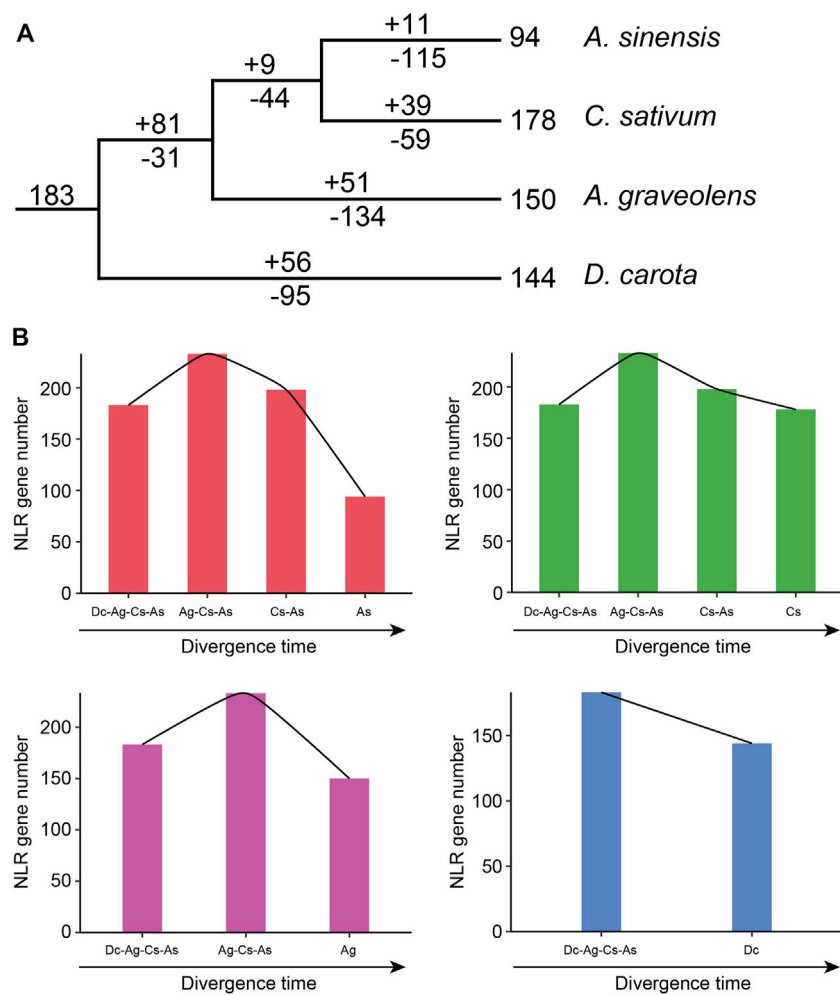 A
+11
94 A. sinensis
-115
+9
-44
+39
178 C. sativum
-59
+81
-31
183
+51
150 A. graveolens
-134
+56
144 D. carota
-95
B
NLR gene number
200
150
100
50
0
Dc-Ag-Cs-As Ag-Cs-As Cs-As As
Divergence time
NLR gene number
200
150
100
50
0
Dc-Ag-Cs-As Ag-Cs-As Cs-As Cs
Divergence time
NLR gene number
200
150
100
50
0
Dc-Ag-Cs-As Ag-Cs-As Ag
Divergence time
NLR gene number
150
100
50
0
Dc-Ag-Cs-As Dc
Divergence time